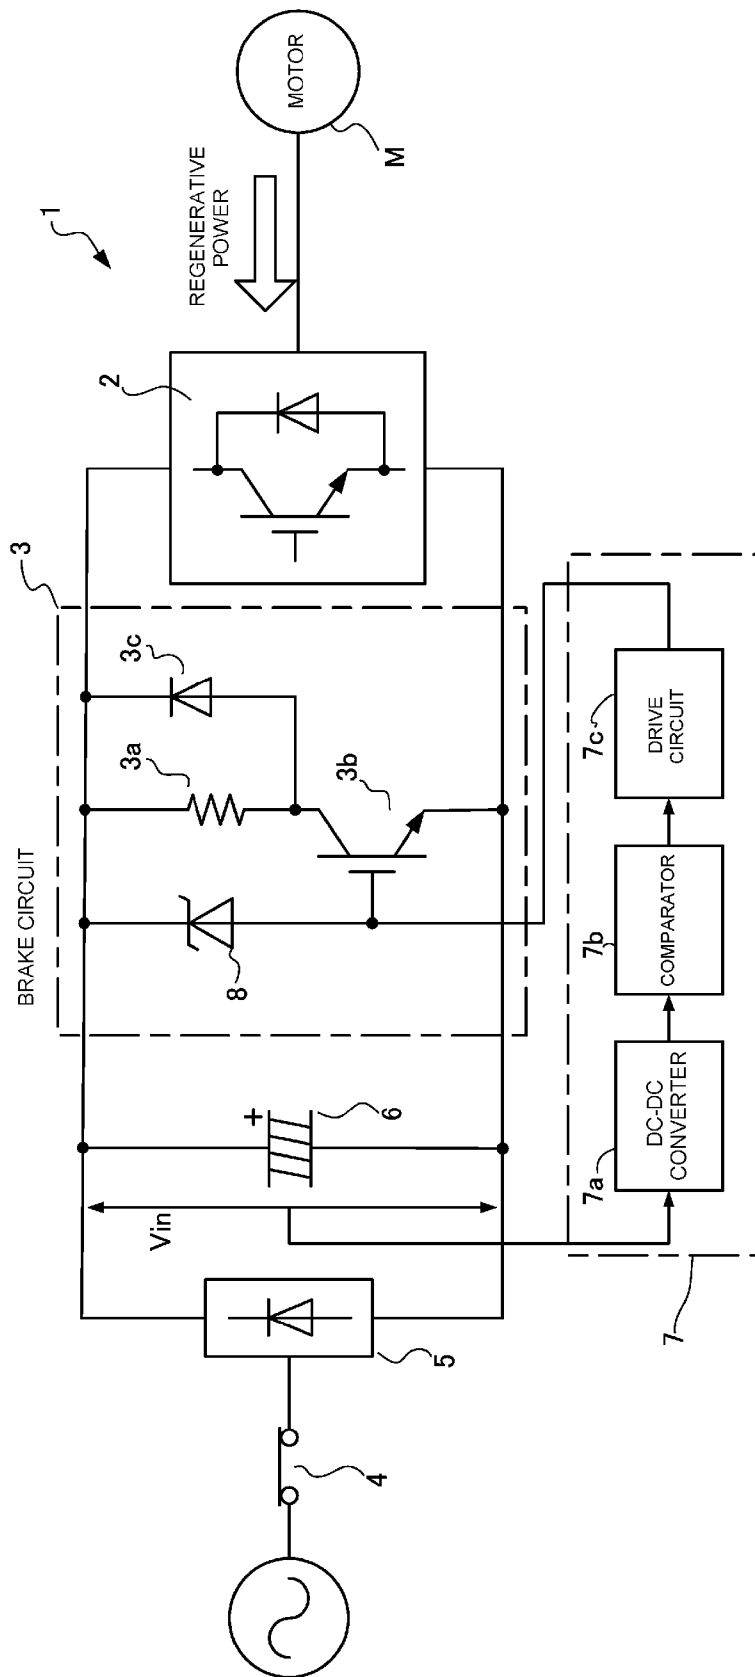 1
BRAKE CIRCUIT
3
2
REGENERATIVE
POWER
MOTOR
M
3c
3a
3b
8
Vin
+
6
5
4
7
7a
DC-DC
CONVERTER
7b
COMPARATOR
7c
DRIVE
CIRCUIT